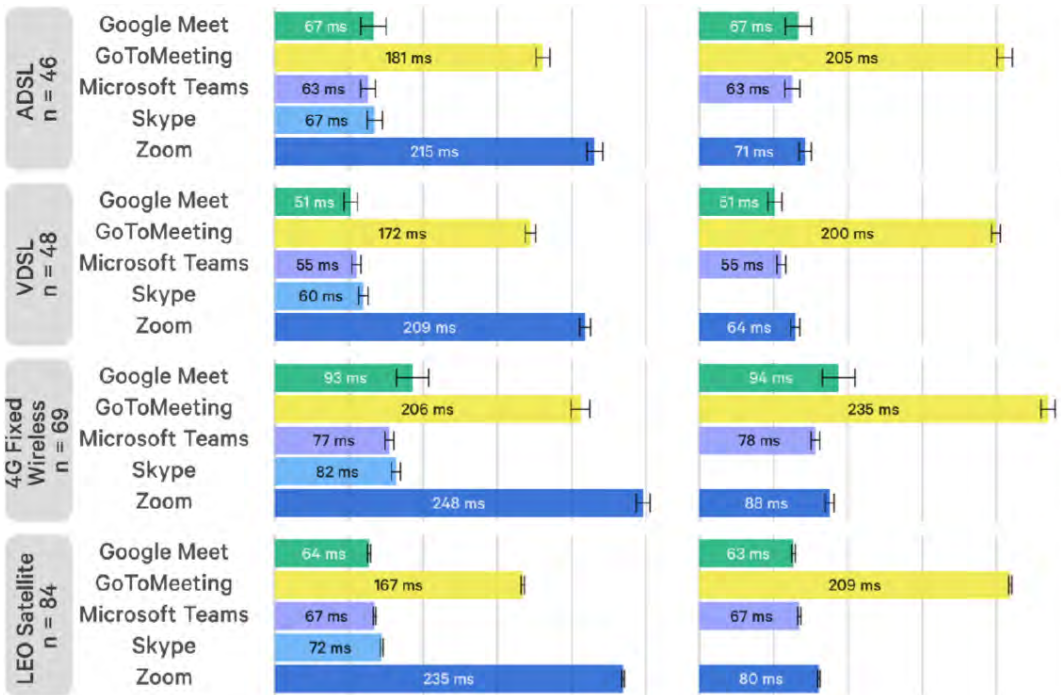 ADSL
n = 46
Google Meet 67 ms 67 ms
GoToMeeting 181 ms 205 ms
Microsoft Teams 63 ms 63 ms
Skype 67 ms
Zoom 215 ms 71 ms
VDSL
n = 48
Google Meet 51 ms 51 ms
GoToMeeting 172 ms 200 ms
Microsoft Teams 55 ms 55 ms
Skype 60 ms
Zoom 209 ms 64 ms
4G Fixed
Wireless
n = 69
Google Meet 93 ms 94 ms
GoToMeeting 206 ms 235 ms
Microsoft Teams 77 ms 78 ms
Skype 82 ms
Zoom 248 ms 88 ms
LEO Satellite
n = 84
Google Meet 64 ms 63 ms
GoToMeeting 167 ms 209 ms
Microsoft Teams 67 ms 67 ms
Skype 72 ms
Zoom 235 ms 80 ms